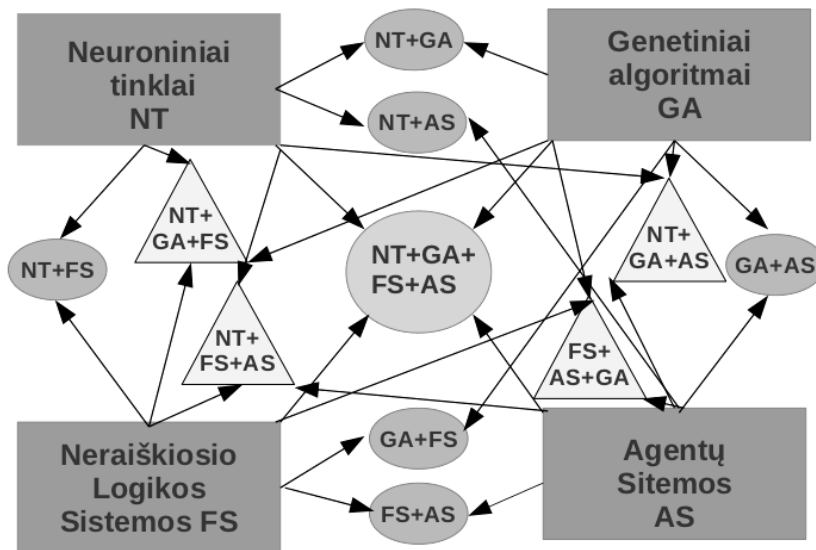 Neuroniniai
tinklai
NT
NT+GA
Genetiniai
algoritmai
GA
NT+AS
NT+
GA+FS
NT+FS
NT+GA+
FS+AS
NT+
GA+AS
GA+AS
NT+
FS+AS
FS+
AS+GA
Neraiškiosio
Logikos
Sistemos FS
GA+FS
FS+AS
Agentų
Sitemos
AS